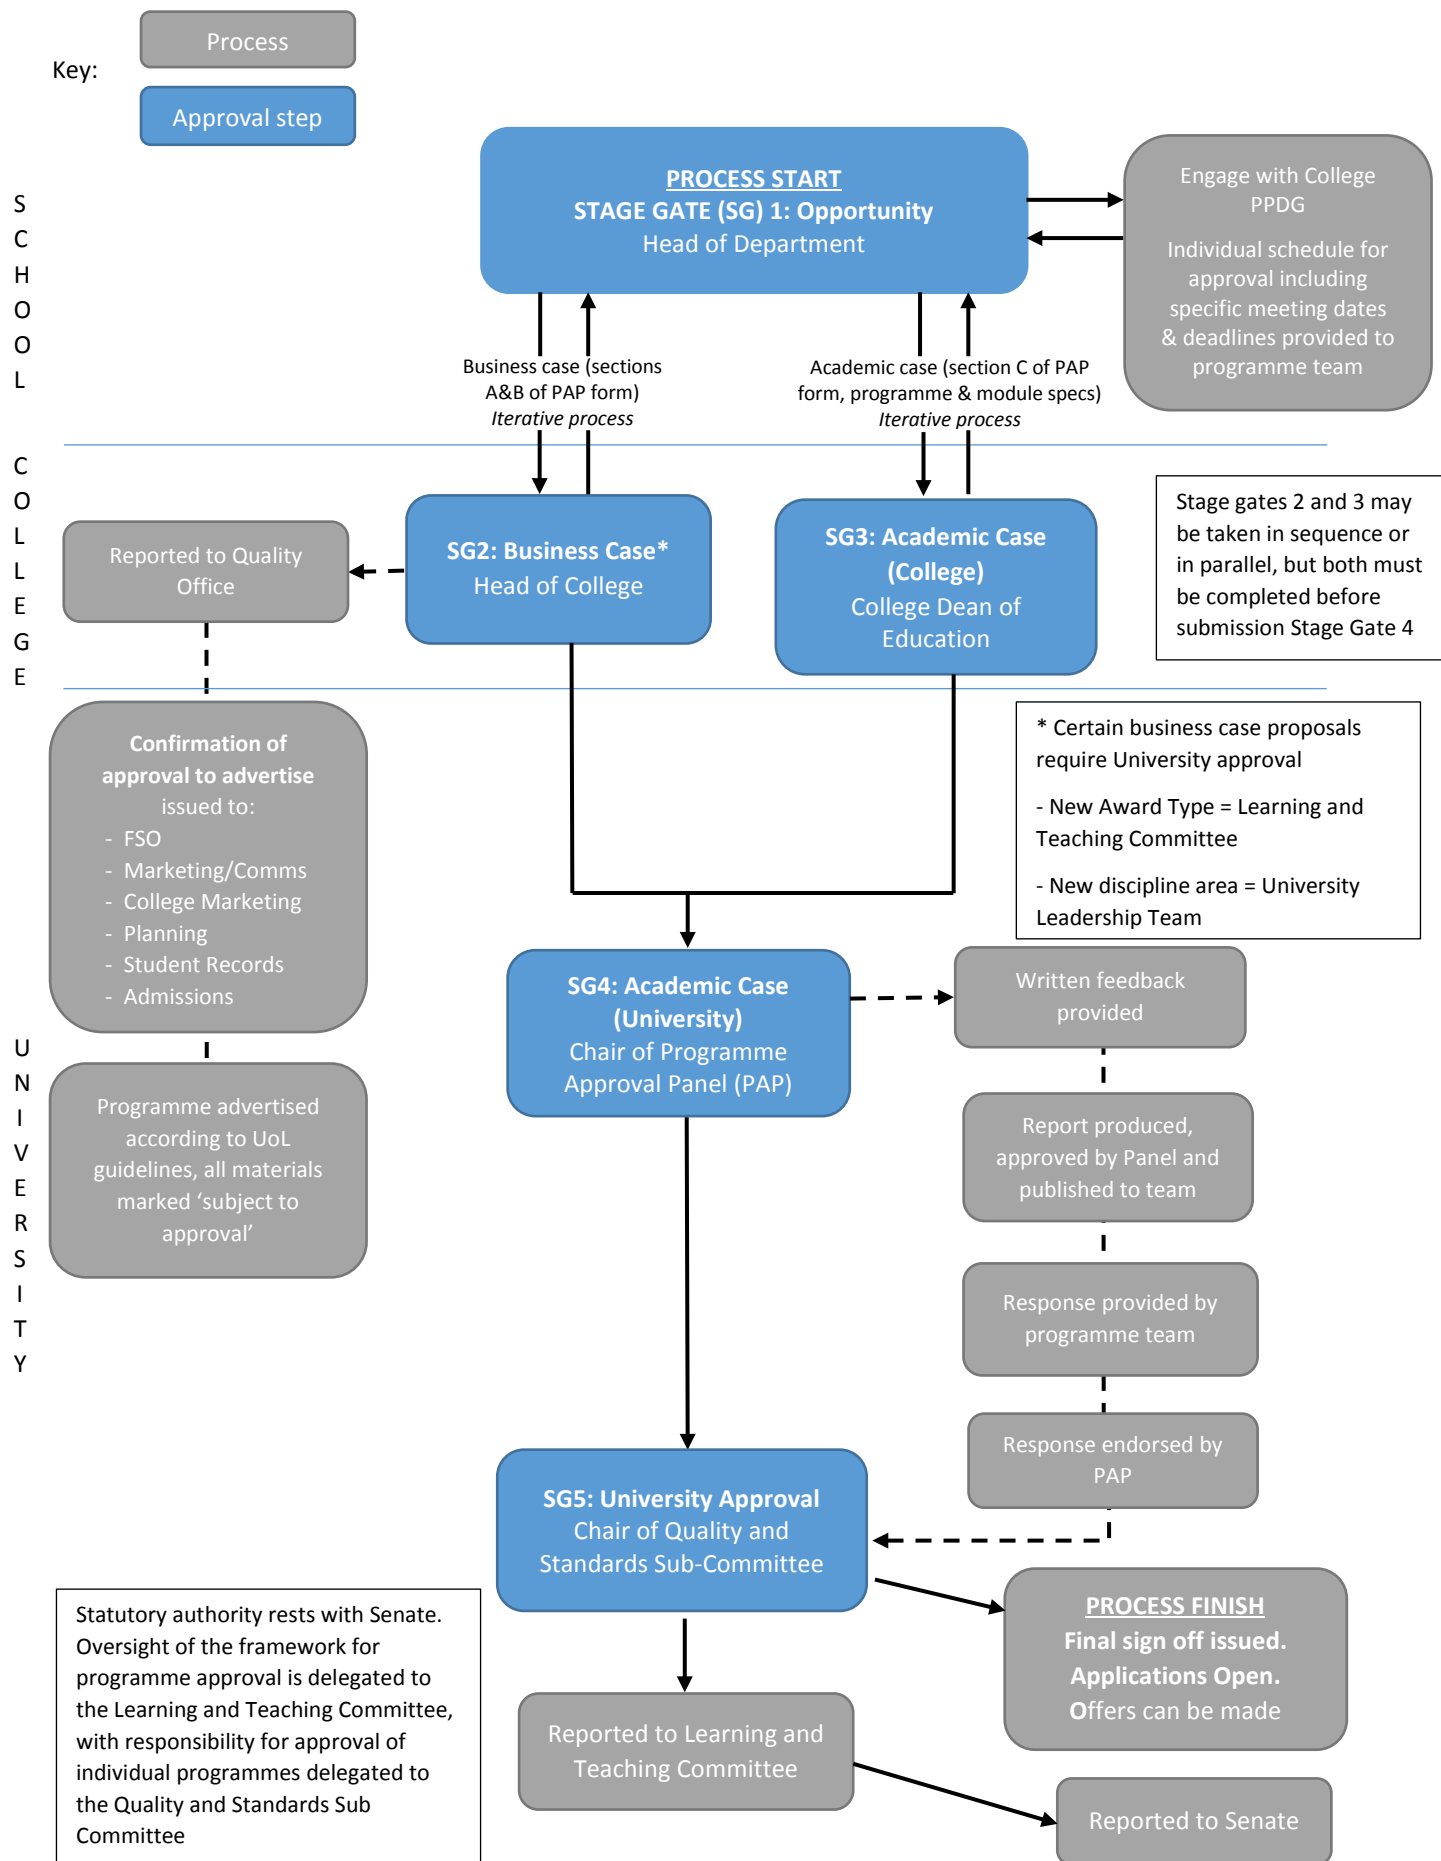 Key:
Process
Approval step
S
C
H
O
O
L
PROCESS START
STAGE GATE (SG) 1: Opportunity
Head of Department
Engage with College
PPDG
Individual schedule for
approval including
specific meeting dates
& deadlines provided to
programme team
Business case (sections
A&B of PAP form)
Iterative process
Academic case (section C of PAP
form, programme & module specs)
Iterative process
C
O
L
L
E
G
E
Reported to Quality
Office
SG2: Business Case*
Head of College
SG3: Academic Case
(College)
College Dean of
Education
Stage gates 2 and 3 may
be taken in sequence or
in parallel, but both must
be completed before
submission Stage Gate 4
U
N
I
V
E
R
S
I
T
Y
Confirmation of
approval to advertise
issued to:
- FSO
- Marketing/Comms
- College Marketing
- Planning
- Student Records
- Admissions
Programme advertised
according to UoL
guidelines, all materials
marked ‘subject to
approval’
* Certain business case proposals
require University approval
- New Award Type = Learning and
Teaching Committee
- New discipline area = University
Leadership Team
SG4: Academic Case
(University)
Chair of Programme
Approval Panel (PAP)
Written feedback
provided
Report produced,
approved by Panel and
published to team
Response provided by
programme team
Response endorsed by
PAP
SG5: University Approval
Chair of Quality and
Standards Sub-Committee
PROCESS FINISH
Final sign off issued.
Applications Open.
Offers can be made
Statutory authority rests with Senate.
Oversight of the framework for
programme approval is delegated to
the Learning and Teaching Committee,
with responsibility for approval of
individual programmes delegated to
the Quality and Standards Sub
Committee
Reported to Learning and
Teaching Committee
Reported to Senate